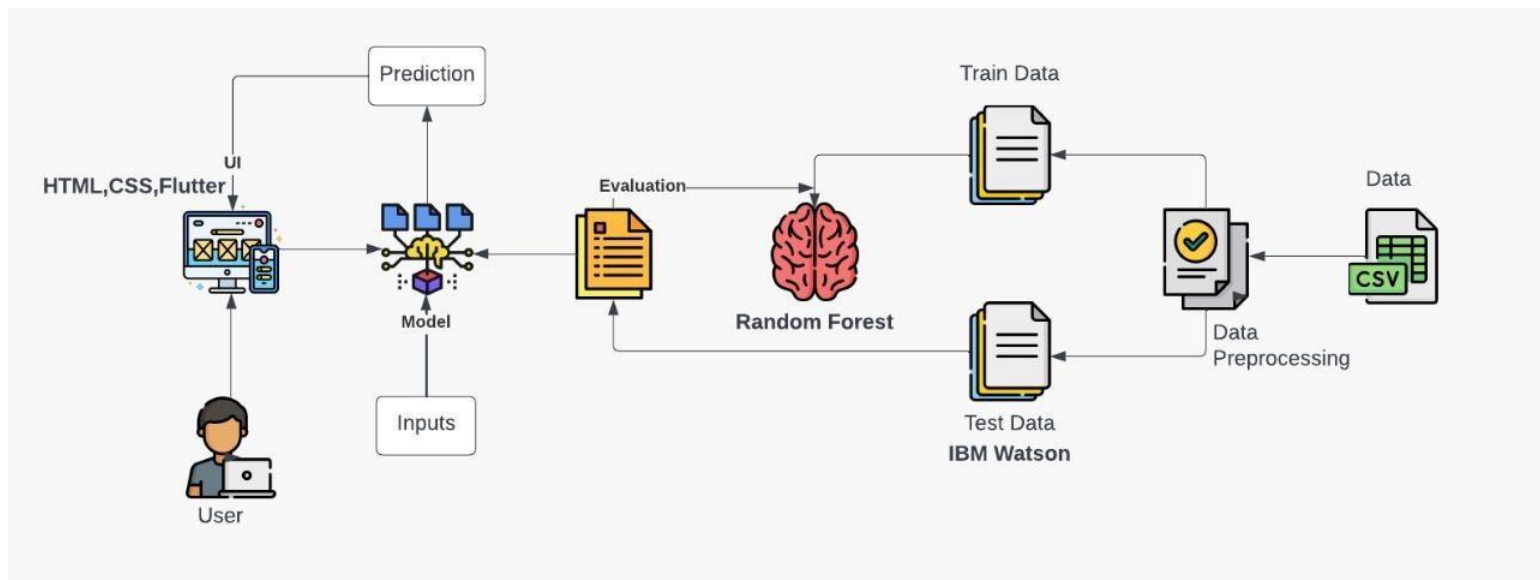 Prediction
Train Data
UI
HTML,CSS,Flutter
Evaluation
Data
CSV
Model
Random Forest
Data
Preprocessing
Inputs
Test Data
IBM Watson
User